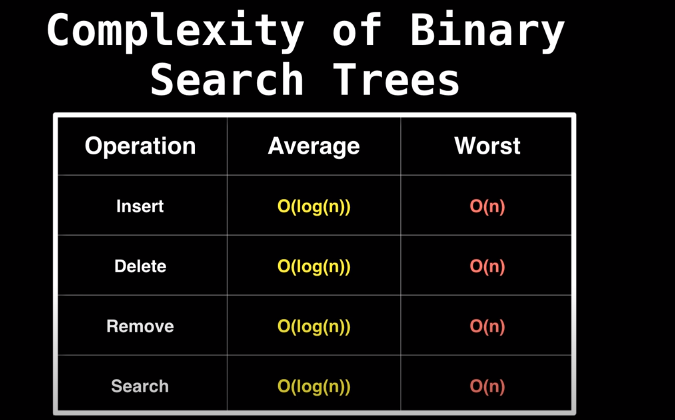 Complexity of Binary
Search Trees
Operation Average Worst
Insert O(log(n)) O(n)
Delete O(log(n)) O(n)
Remove O(log(n)) O(n)
Search O(log(n)) O(n)